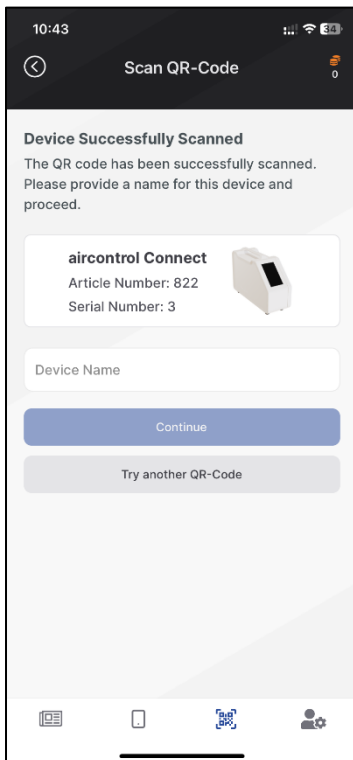 10:43
34
Scan QR-Code
0
Device Successfully Scanned
The QR code has been successfully scanned.
Please provide a name for this device and
proceed.
aircontrol Connect
Article Number: 822
Serial Number: 3
Device Name
Continue
Try another QR-Code